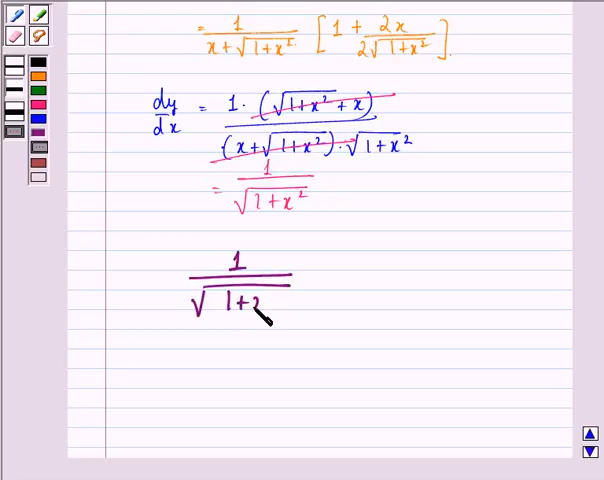 = 1/(x+√(1+x²)) [1 + 2x/(2√(1+x²))].
dy/dx = 1·(√(1+x²) + x)/((x+√(1+x²))·√(1+x²))
= 1/√(1+x²)
1/√(1+